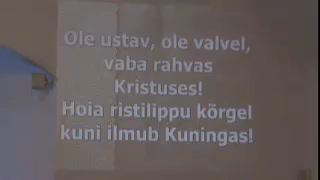 Ole ustav, ole valvel,
vaba rahvas
Kristuses!
Hoia ristilippu kõrgel
kuni ilmub Kuningas!